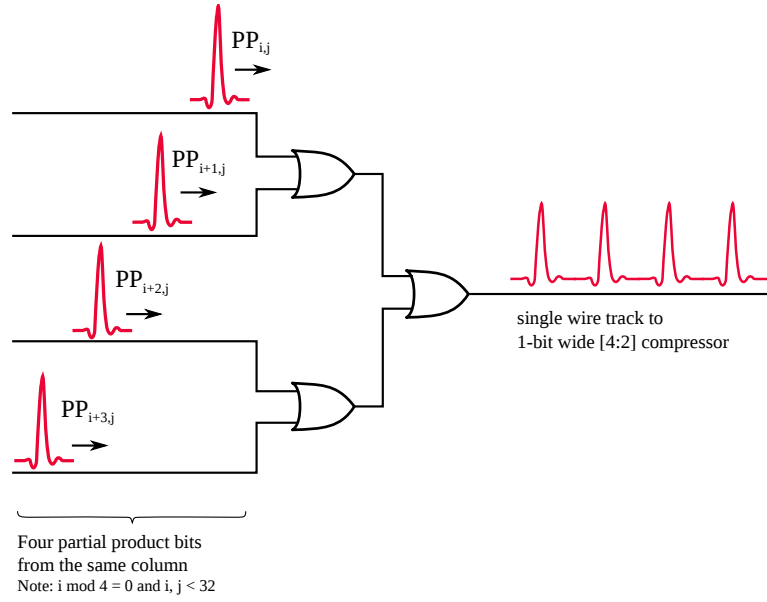 PPi,j
PPi+1,j
PPi+2,j
PPi+3,j
single wire track to
1-bit wide [4:2] compressor
Four partial product bits
from the same column
Note: i mod 4 = 0 and i, j < 32